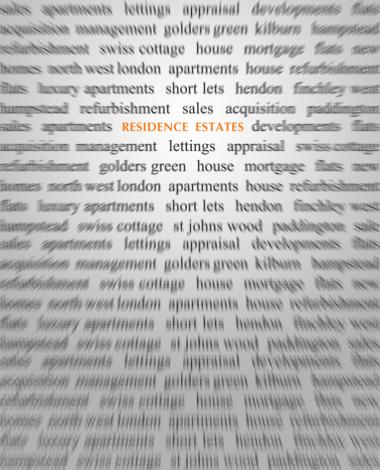 sales apartments lettings appraisal developments flats
acquisition management golders green kilburn hampstead
refurbishment swiss cottage house mortgage flats new
homes north west london apartments house refurbishment
flats luxury apartments short lets hendon finchley west
hampstead refurbishment sales acquisition paddington
sales apartments RESIDENCE ESTATES developments flats
acquisition management lettings appraisal swiss cottage
refurbishment golders green house mortgage flats new
homes north west london apartments house refurbishment
flats luxury apartments short lets hendon finchley west
hampstead swiss cottage st johns wood paddington sale
sales apartments lettings appraisal developments flats
acquisition management golders green kilburn hampstead
refurbishment swiss cottage house mortgage flats new
homes north west london apartments house refurbishment
flats luxury apartments short lets hendon finchley west
hampstead swiss cottage st johns wood paddington sales
sales apartments lettings appraisal developments flats
acquisition management golders green kilburn hampstead
refurbishment swiss cottage house mortgage flats new
homes north west london apartments house refurbishment
flats luxury apartments short lets hendon finchley west
hampstead swiss cottage st johns wood paddington sales